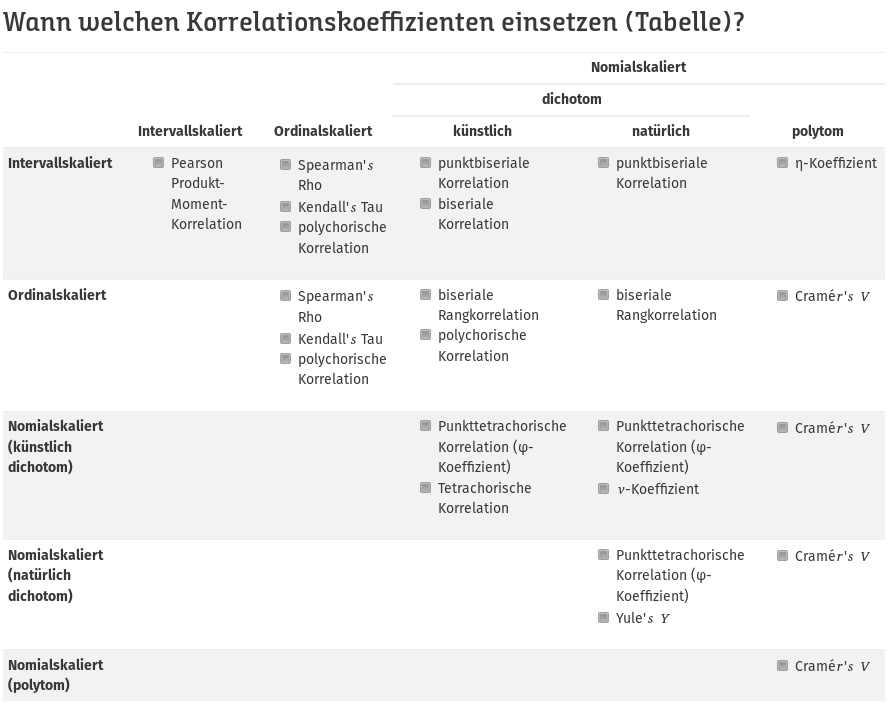 Wann welchen Korrelationskoeffizienten einsetzen (Tabelle)?
Nomialskaliert
dichotom
Intervallskaliert Ordinalskaliert künstlich natürlich polytom
Intervallskaliert
Pearson
Produkt-
Moment-
Korrelation
Spearman's
Rho
Kendall's Tau
polychorische
Korrelation
punktbiseriale
Korrelation
biseriale
Korrelation
punktbiseriale
Korrelation
η-Koeffizient
Ordinalskaliert
Spearman's
Rho
Kendall's Tau
polychorische
Korrelation
biseriale
Rangkorrelation
polychorische
Korrelation
biseriale
Rangkorrelation
Cramér's V
Nomialskaliert
(künstlich
dichotom)
Punkttetrachorische
Korrelation (φ-
Koeffizient)
Tetrachorische
Korrelation
Punkttetrachorische
Korrelation (φ-
Koeffizient)
ν-Koeffizient
Cramér's V
Nomialskaliert
(natürlich
dichotom)
Punkttetrachorische
Korrelation (φ-
Koeffizient)
Yule's Y
Cramér's V
Nomialskaliert
(polytom)
Cramér's V